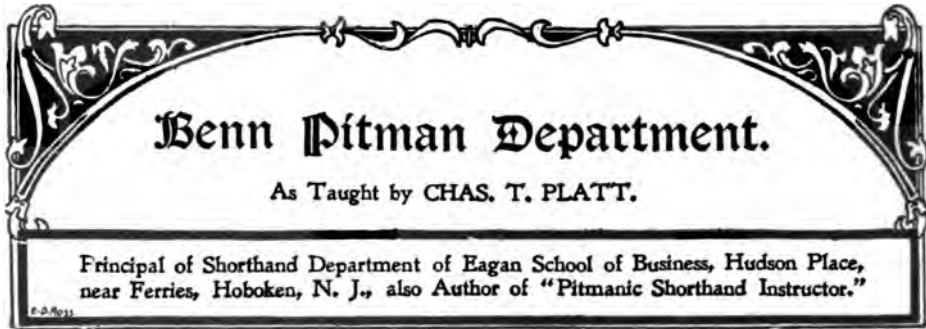 Benn Pitman Department.
As Taught by CHAS. T. PLATT.
Principal of Shorthand Department of Eagan School of Business, Hudson Place,
near Ferries, Hoboken, N. J., also Author of "Pitmanic Shorthand Instructor."
E.D.Ross